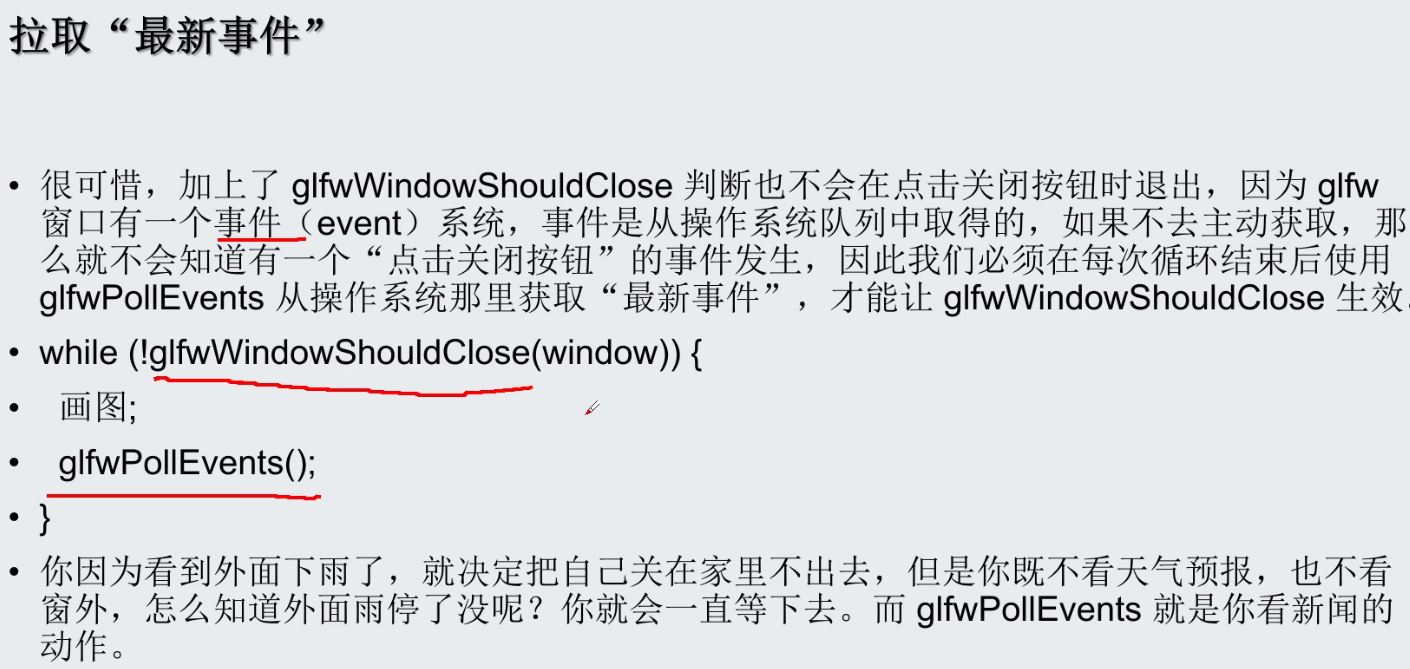 拉取“最新事件”
• 很可惜，加上了 glfwWindowShouldClose 判断也不会在点击关闭按钮时退出，因为 glfw
窗口有一个事件（event）系统，事件是从操作系统队列中取得的，如果不去主动获取，那
么就不会知道有一个“点击关闭按钮”的事件发生，因此我们必须在每次循环结束后使用
glfwPollEvents 从操作系统那里获取“最新事件”，才能让 glfwWindowShouldClose 生效。
• while (!glfwWindowShouldClose(window)) {
• 画图;
• glfwPollEvents();
• }
• 你因为看到外面下雨了，就决定把自己关在家里不出去，但是你既不看天气预报，也不看
窗外，怎么知道外面雨停了没呢？你就会一直等下去。而 glfwPollEvents 就是你看新闻的
动作。